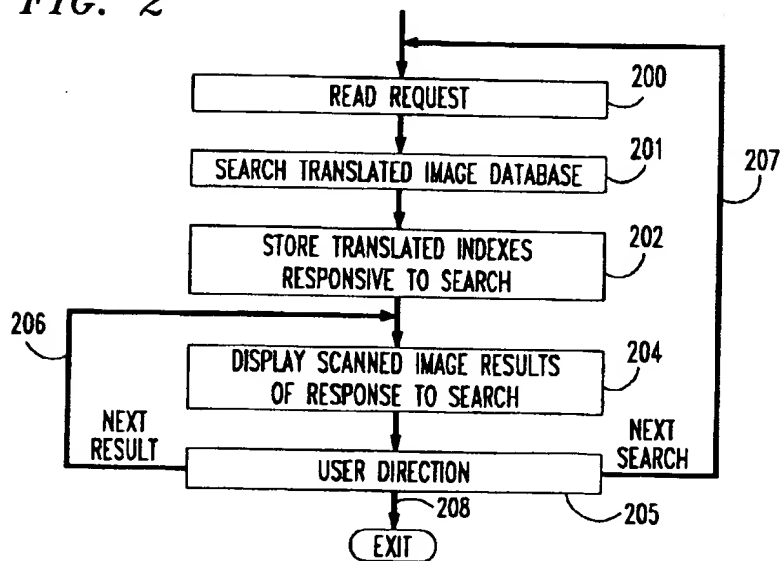 FIG. 2
READ REQUEST
200
SEARCH TRANSLATED IMAGE DATABASE
201
207
STORE TRANSLATED INDEXES
RESPONSIVE TO SEARCH
202
206
DISPLAY SCANNED IMAGE RESULTS
OF RESPONSE TO SEARCH
204
NEXT
RESULT
NEXT
SEARCH
USER DIRECTION
205
208
EXIT